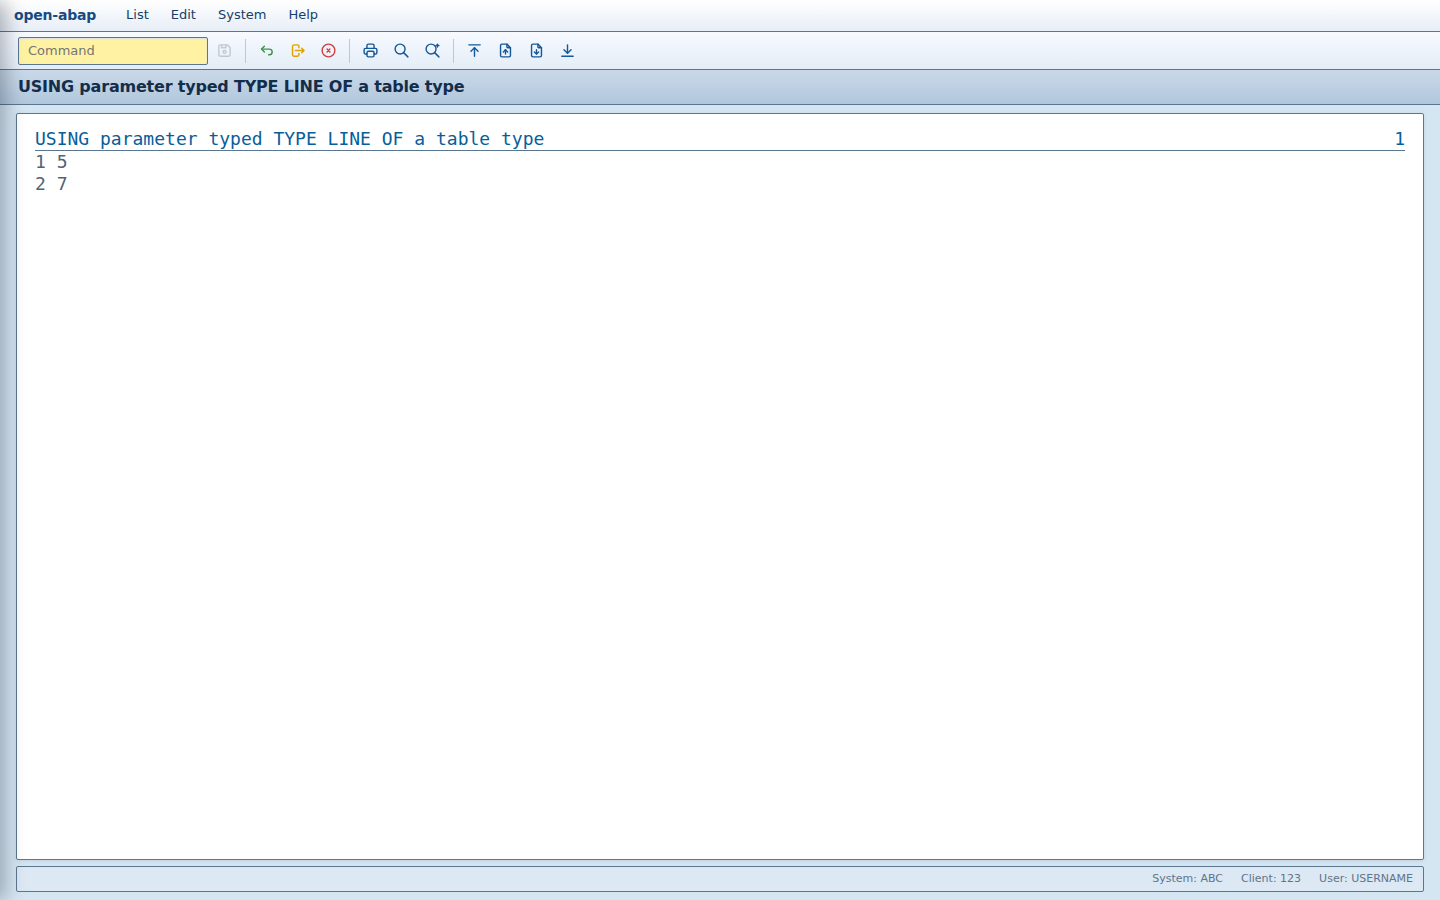 open-abap List Edit System Help
Command
USING parameter typed TYPE LINE OF a table type
USING parameter typed TYPE LINE OF a table type 1
1 5
2 7
System: ABC Client: 123 User: USERNAME